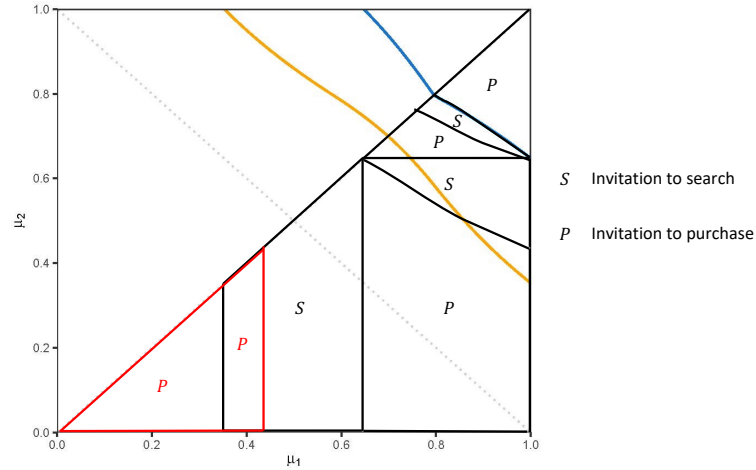 1.0
0.8
0.6
0.4
0.2
0.0
μ2
0.0
0.2
0.4
0.6
0.8
1.0
μ1
P
S
P
S
S
P
P
P
S Invitation to search
P Invitation to purchase